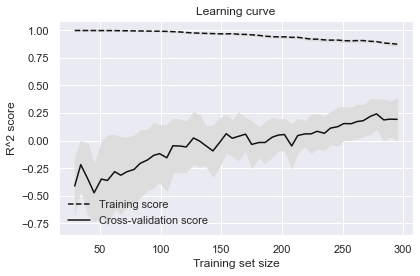 Learning curve
1.00
0.75
0.50
0.25
0.00
−0.25
−0.50
−0.75
R^2 score
Training score
Cross-validation score
50
100
150
200
250
300
Training set size